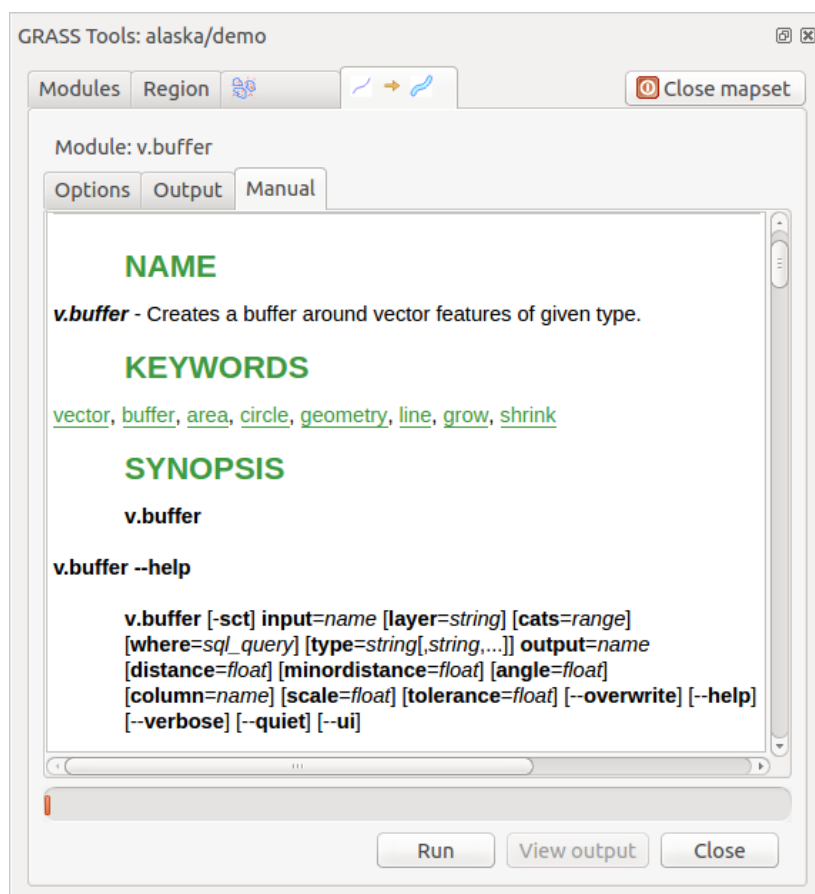 GRASS Tools: alaska/demo
Modules Region Close mapset
Module: v.buffer
Options Output Manual
NAME
v.buffer - Creates a buffer around vector features of given type.
KEYWORDS
vector, buffer, area, circle, geometry, line, grow, shrink
SYNOPSIS
v.buffer
v.buffer --help
v.buffer [-sct] input=name [layer=string] [cats=range]
[where=sql_query] [type=string[,string,...]] output=name
[distance=float] [minordistance=float] [angle=float]
[column=name] [scale=float] [tolerance=float] [--overwrite] [--help]
[--verbose] [--quiet] [--ui]
Run View output Close